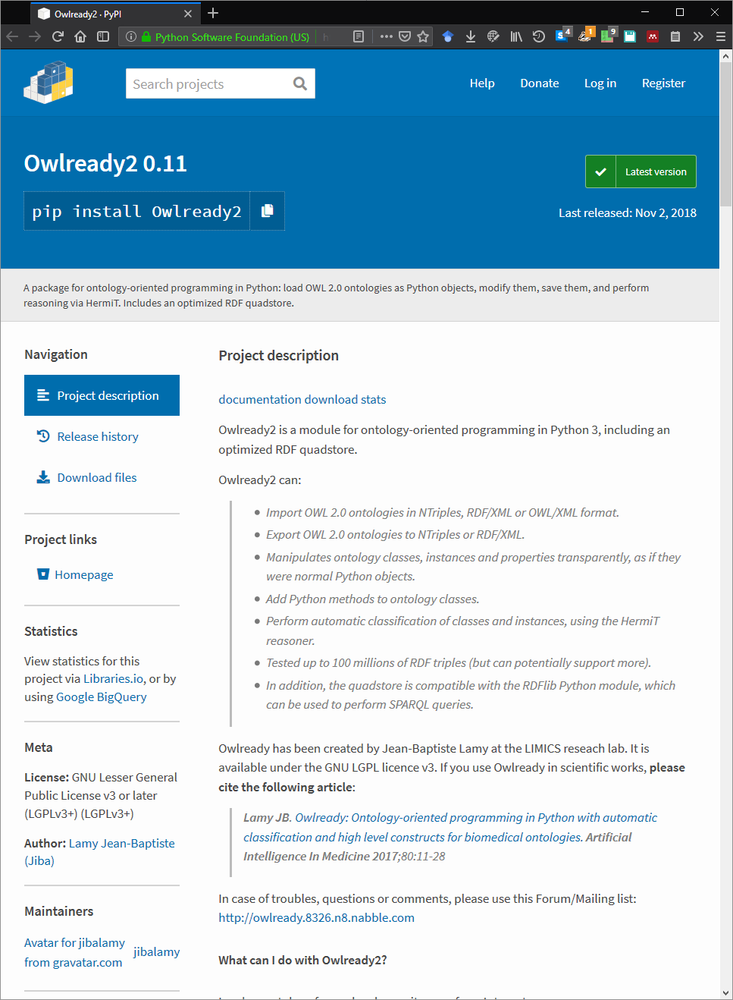 Owlready2 · PyPI
Python Software Foundation (US)
4
1
9
Search projects
Help
Donate
Log in
Register
Owlready2 0.11
pip install Owlready2
Latest version
Last released: Nov 2, 2018
A package for ontology-oriented programming in Python: load OWL 2.0 ontologies as Python objects, modify them, save them, and perform
reasoning via HermiT. Includes an optimized RDF quadstore.
Navigation
Project description
Release history
Download files
Project links
Homepage
Statistics
View statistics for this
project via Libraries.io, or by
using Google BigQuery
Meta
License: GNU Lesser General
Public License v3 or later
(LGPLv3+) (LGPLv3+)
Author: Lamy Jean-Baptiste
(Jiba)
Maintainers
Avatar for jibalamy
from gravatar.com
jibalamy
Project description
documentation download stats
Owlready2 is a module for ontology-oriented programming in Python 3, including an
optimized RDF quadstore.
Owlready2 can:
• Import OWL 2.0 ontologies in NTriples, RDF/XML or OWL/XML format.
• Export OWL 2.0 ontologies to NTriples or RDF/XML.
• Manipulates ontology classes, instances and properties transparently, as if they
were normal Python objects.
• Add Python methods to ontology classes.
• Perform automatic classification of classes and instances, using the HermiT
reasoner.
• Tested up to 100 millions of RDF triples (but can potentially support more).
• In addition, the quadstore is compatible with the RDFlib Python module, which
can be used to perform SPARQL queries.
Owlready has been created by Jean-Baptiste Lamy at the LIMICS reseach lab. It is
available under the GNU LGPL licence v3. If you use Owlready in scientific works, please
cite the following article:
Lamy JB. Owlready: Ontology-oriented programming in Python with automatic
classification and high level constructs for biomedical ontologies. Artificial
Intelligence In Medicine 2017;80:11-28
In case of troubles, questions or comments, please use this Forum/Mailing list:
http://owlready.8326.n8.nabble.com
What can I do with Owlready2?